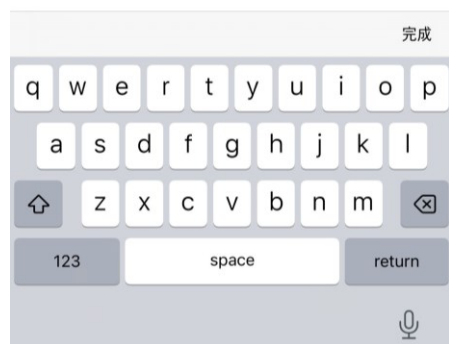 完成
q w e r t y u i o p
a s d f g h j k l
z x c v b n m
123 space return